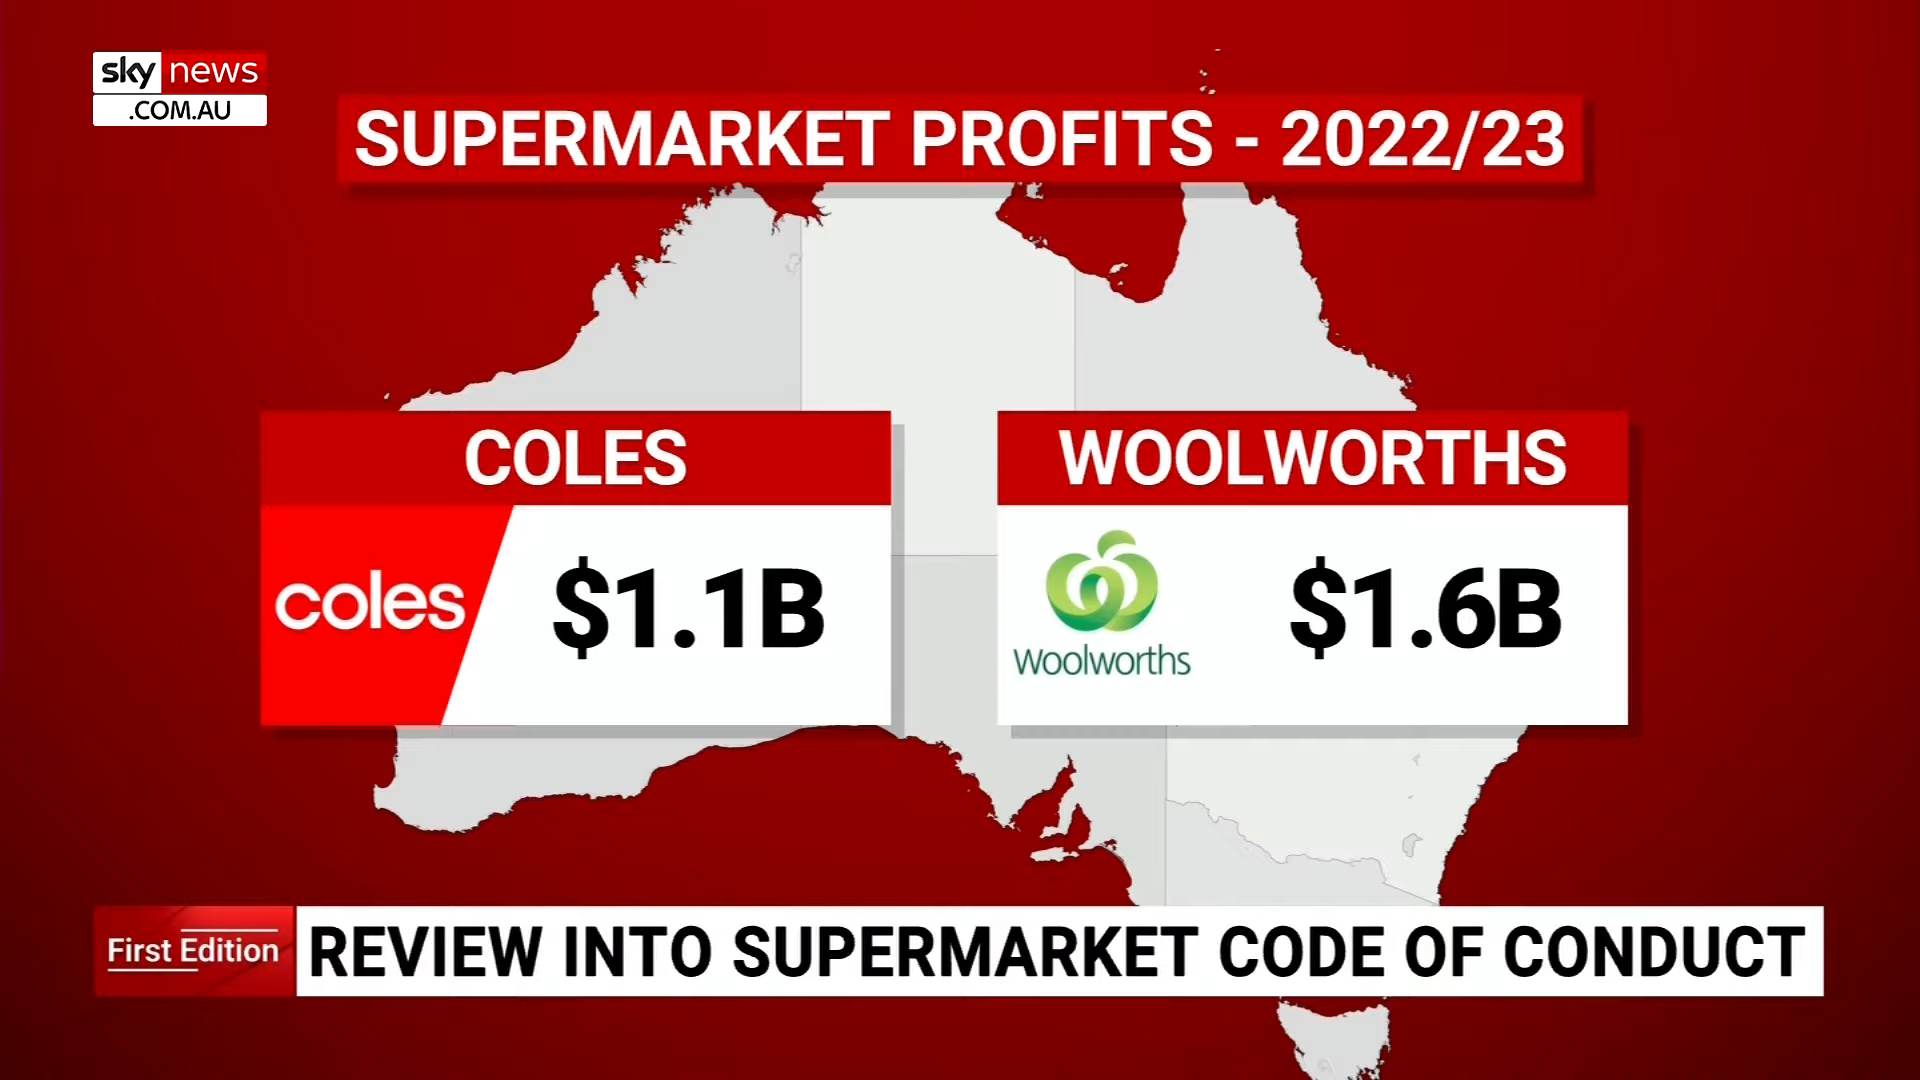 sky news
.COM.AU
SUPERMARKET PROFITS - 2022/23
COLES
coles
$1.1B
WOOLWORTHS
Woolworths
$1.6B
First Edition
REVIEW INTO SUPERMARKET CODE OF CONDUCT